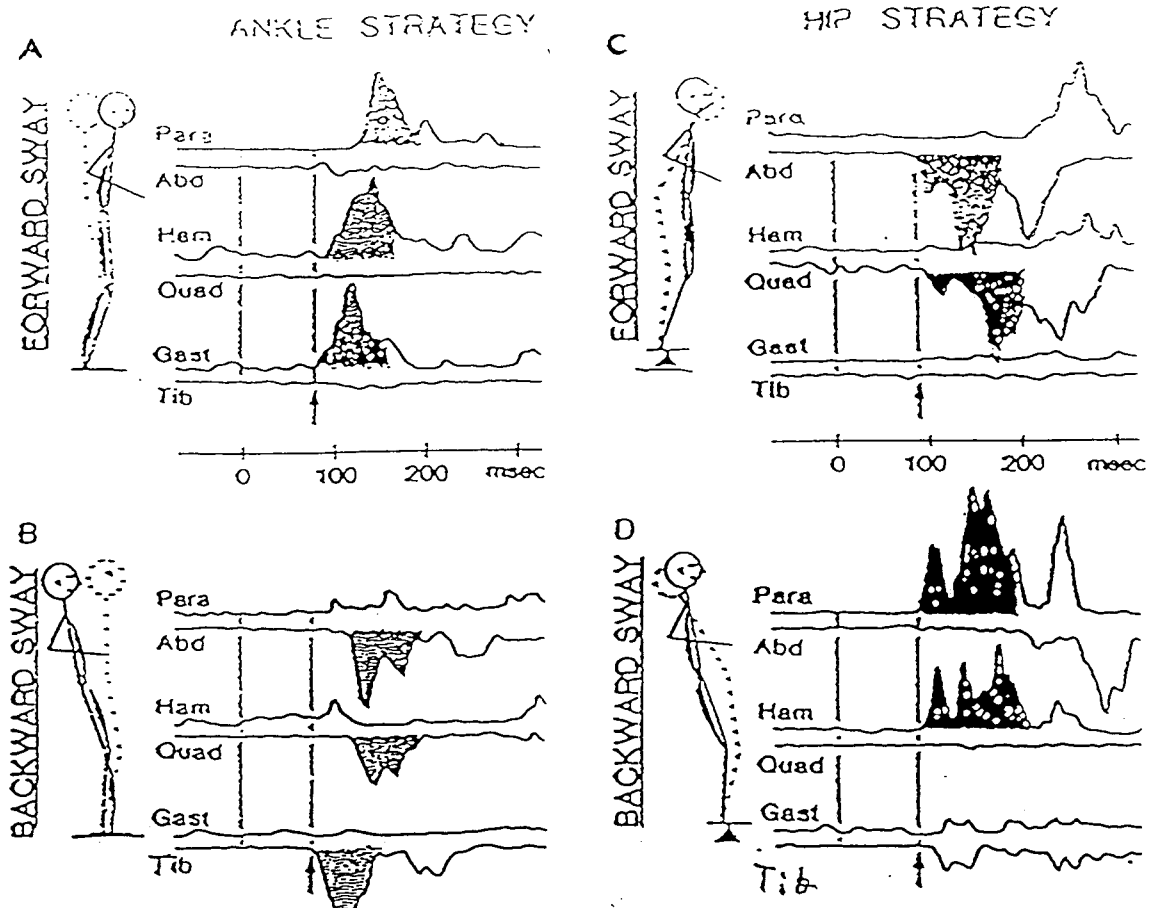 ANKLE STRATEGY
A
FORWARD SWAY
Para
Abd
Ham
Quad
Gast
Tib
0 100 200 msec
B
BACKWARD SWAY
Para
Abd
Ham
Quad
Gast
Tib
HIP STRATEGY
C
FORWARD SWAY
Para
Abd
Ham
Quad
Gast
Tib
0 100 200 msec
D
BACKWARD SWAY
Para
Abd
Ham
Quad
Gast
Tib